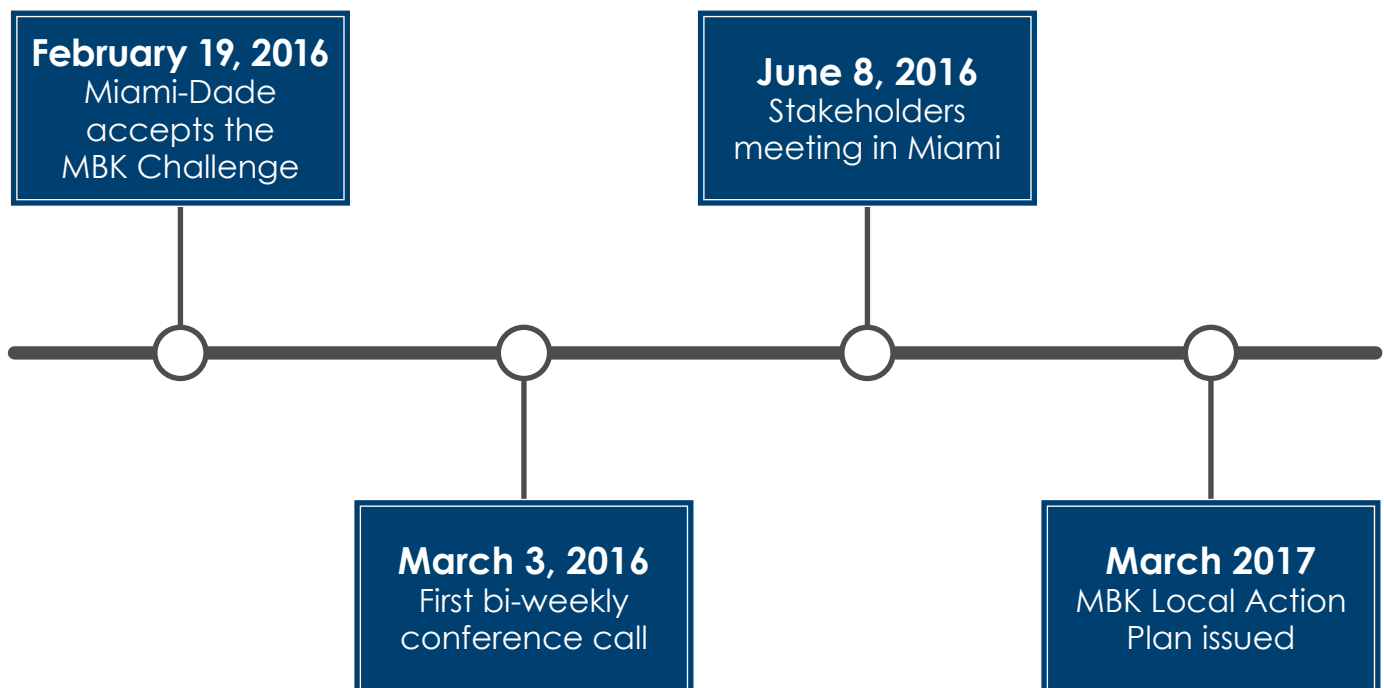 February 19, 2016
Miami-Dade
accepts the
MBK Challenge
June 8, 2016
Stakeholders
meeting in Miami
March 3, 2016
First bi-weekly
conference call
March 2017
MBK Local Action
Plan issued